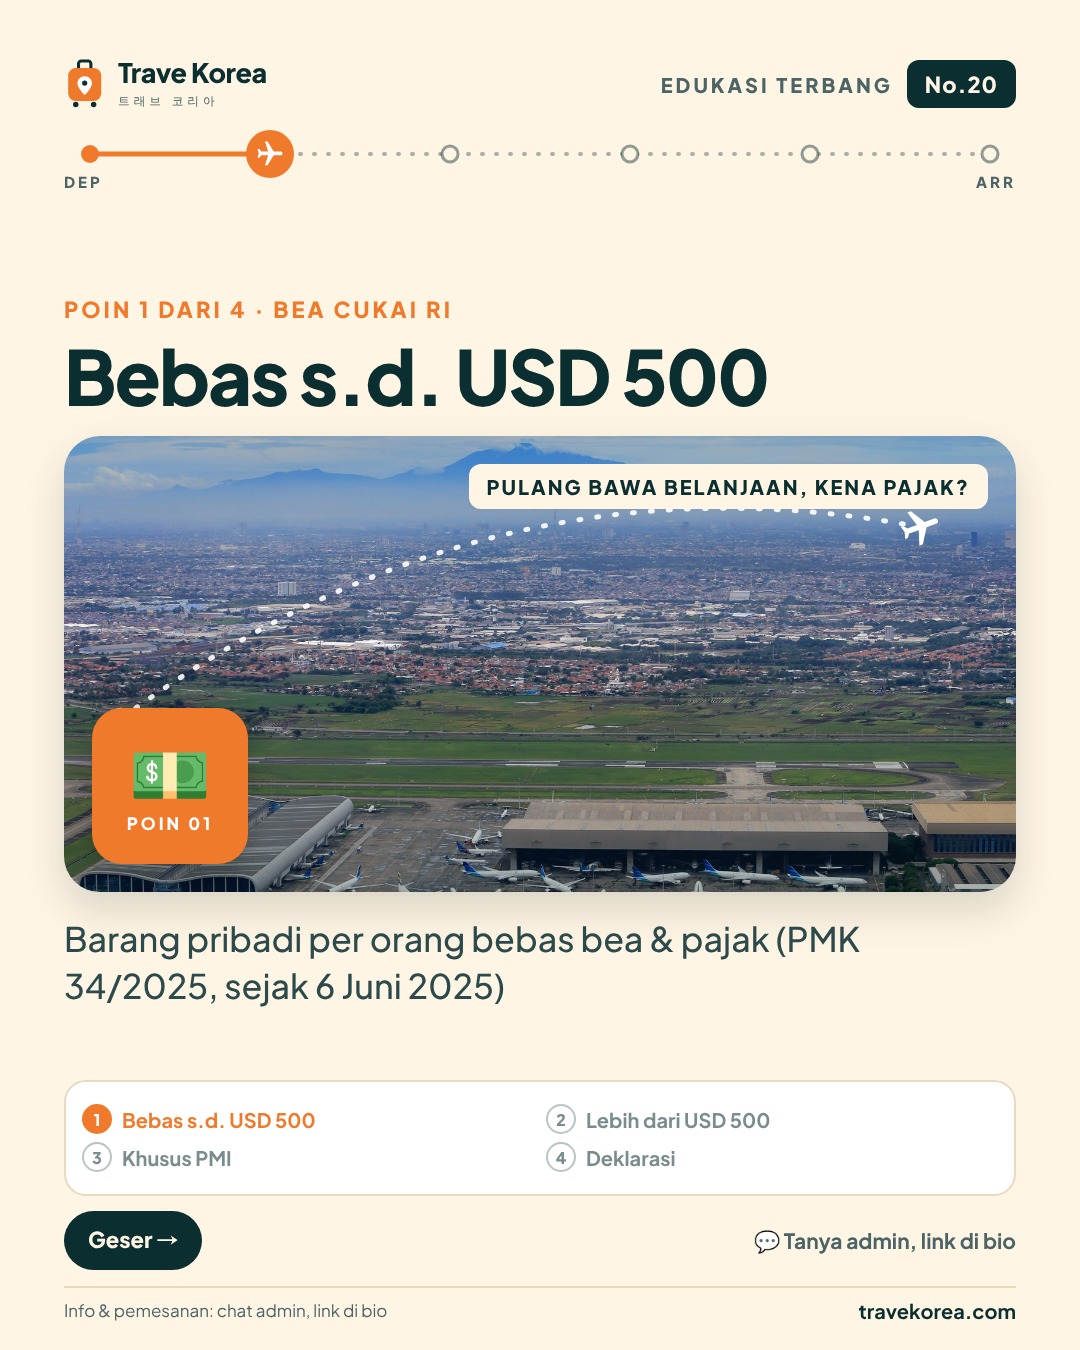 Trave Korea
트래브 코리아
EDUKASI TERBANG
No.20
DEP
ARR
POIN 1 DARI 4 · BEA CUKAI RI
Bebas s.d. USD 500
PULANG BAWA BELANJAAN, KENA PAJAK?
POIN 01
Barang pribadi per orang bebas bea & pajak (PMK
34/2025, sejak 6 Juni 2025)
1 Bebas s.d. USD 500
2 Lebih dari USD 500
3 Khusus PMI
4 Deklarasi
Geser →
💬 Tanya admin, link di bio
Info & pemesanan: chat admin, link di bio
travekorea.com